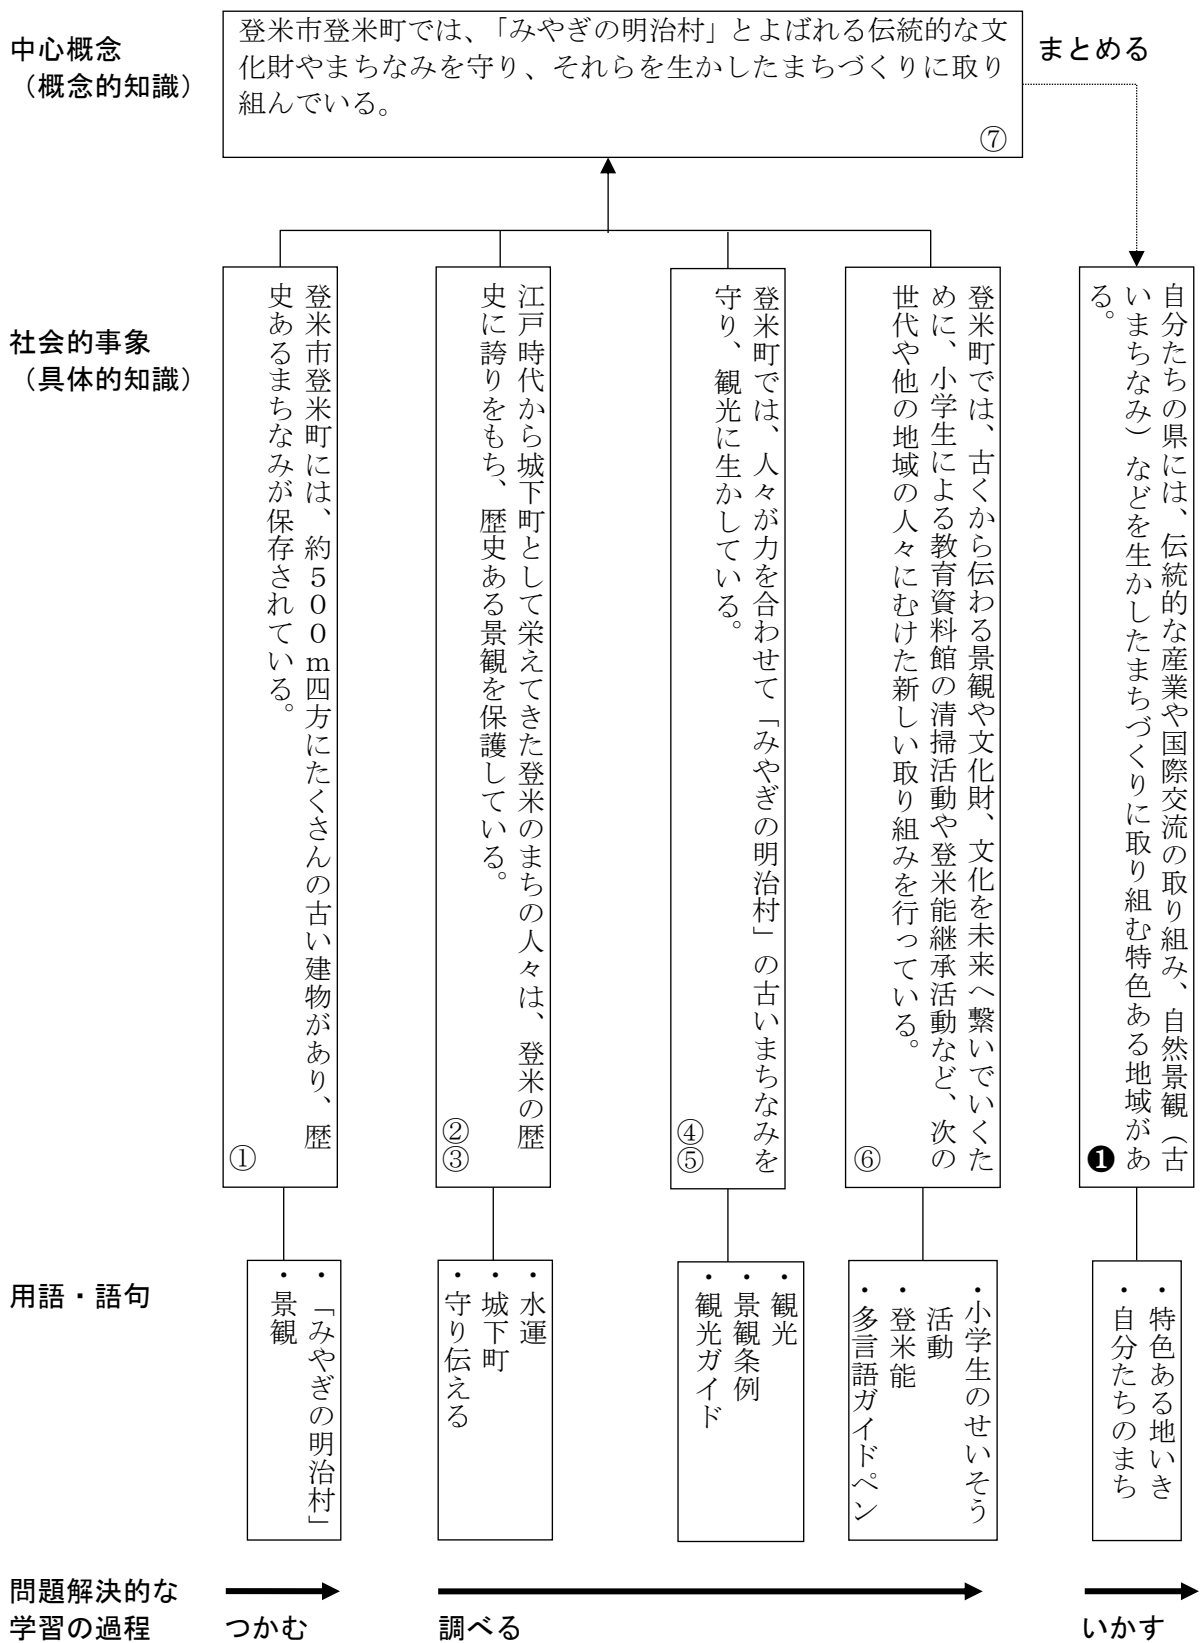 中心概念
（概念的知識）
登米市登米町では、「みやぎの明治村」とよばれる伝統的な文
化財やまちなみを守り、それらを生かしたまちづくりに取り
組んでいる。
⑦
まとめる
社会的事象
（具体的知識）
登米市登米町には、約５００ｍ四方にたくさんの古い建物があり、歴
史あるまちなみが保存されている。
①
江戸時代から城下町として栄えてきた登米のまちの人々は、登米の歴
史に誇りをもち、歴史ある景観を保護している。
②
③
登米町では、人々が力を合わせて「みやぎの明治村」の古いまちなみを
守り、観光に生かしている。
④
⑤
登米町では、古くから伝わる景観や文化財、文化を未来へ繋いでいくた
めに、小学生による教育資料館の清掃活動や登米能継承活動など、次の
世代や他の地域の人々にむけた新しい取り組みを行っている。
⑥
自分たちの県には、伝統的な産業や国際交流の取り組み、自然景観（古
いまちなみ）などを生かしたまちづくりに取り組む特色ある地域があ
る。
❶
用語・語句
・「みやぎの明治村」
・景観
・水運
・城下町
・守り伝える
・観光
・景観条例
・観光ガイド
・小学生のせいそう
活動
・登米能
・多言語ガイドペン
・特色ある地いき
・自分たちのまち
問題解決的な
学習の過程
つかむ
調べる
いかす